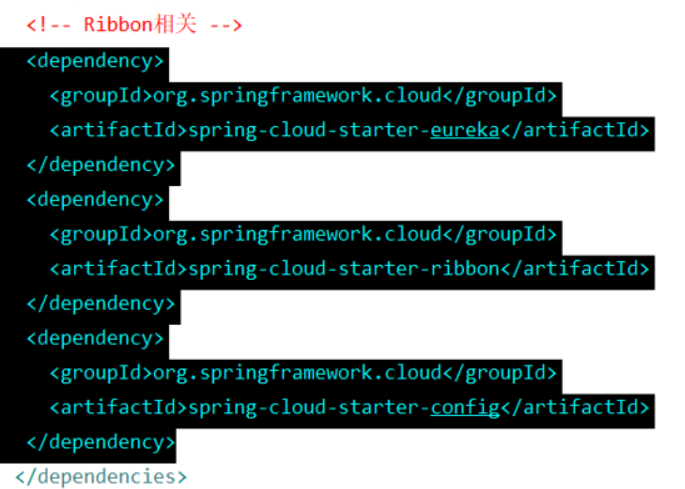 <!-- Ribbon相关 -->
<dependency>
<groupId>org.springframework.cloud</groupId>
<artifactId>spring-cloud-starter-eureka</artifactId>
</dependency>
<dependency>
<groupId>org.springframework.cloud</groupId>
<artifactId>spring-cloud-starter-ribbon</artifactId>
</dependency>
<dependency>
<groupId>org.springframework.cloud</groupId>
<artifactId>spring-cloud-starter-config</artifactId>
</dependency>
</dependencies>